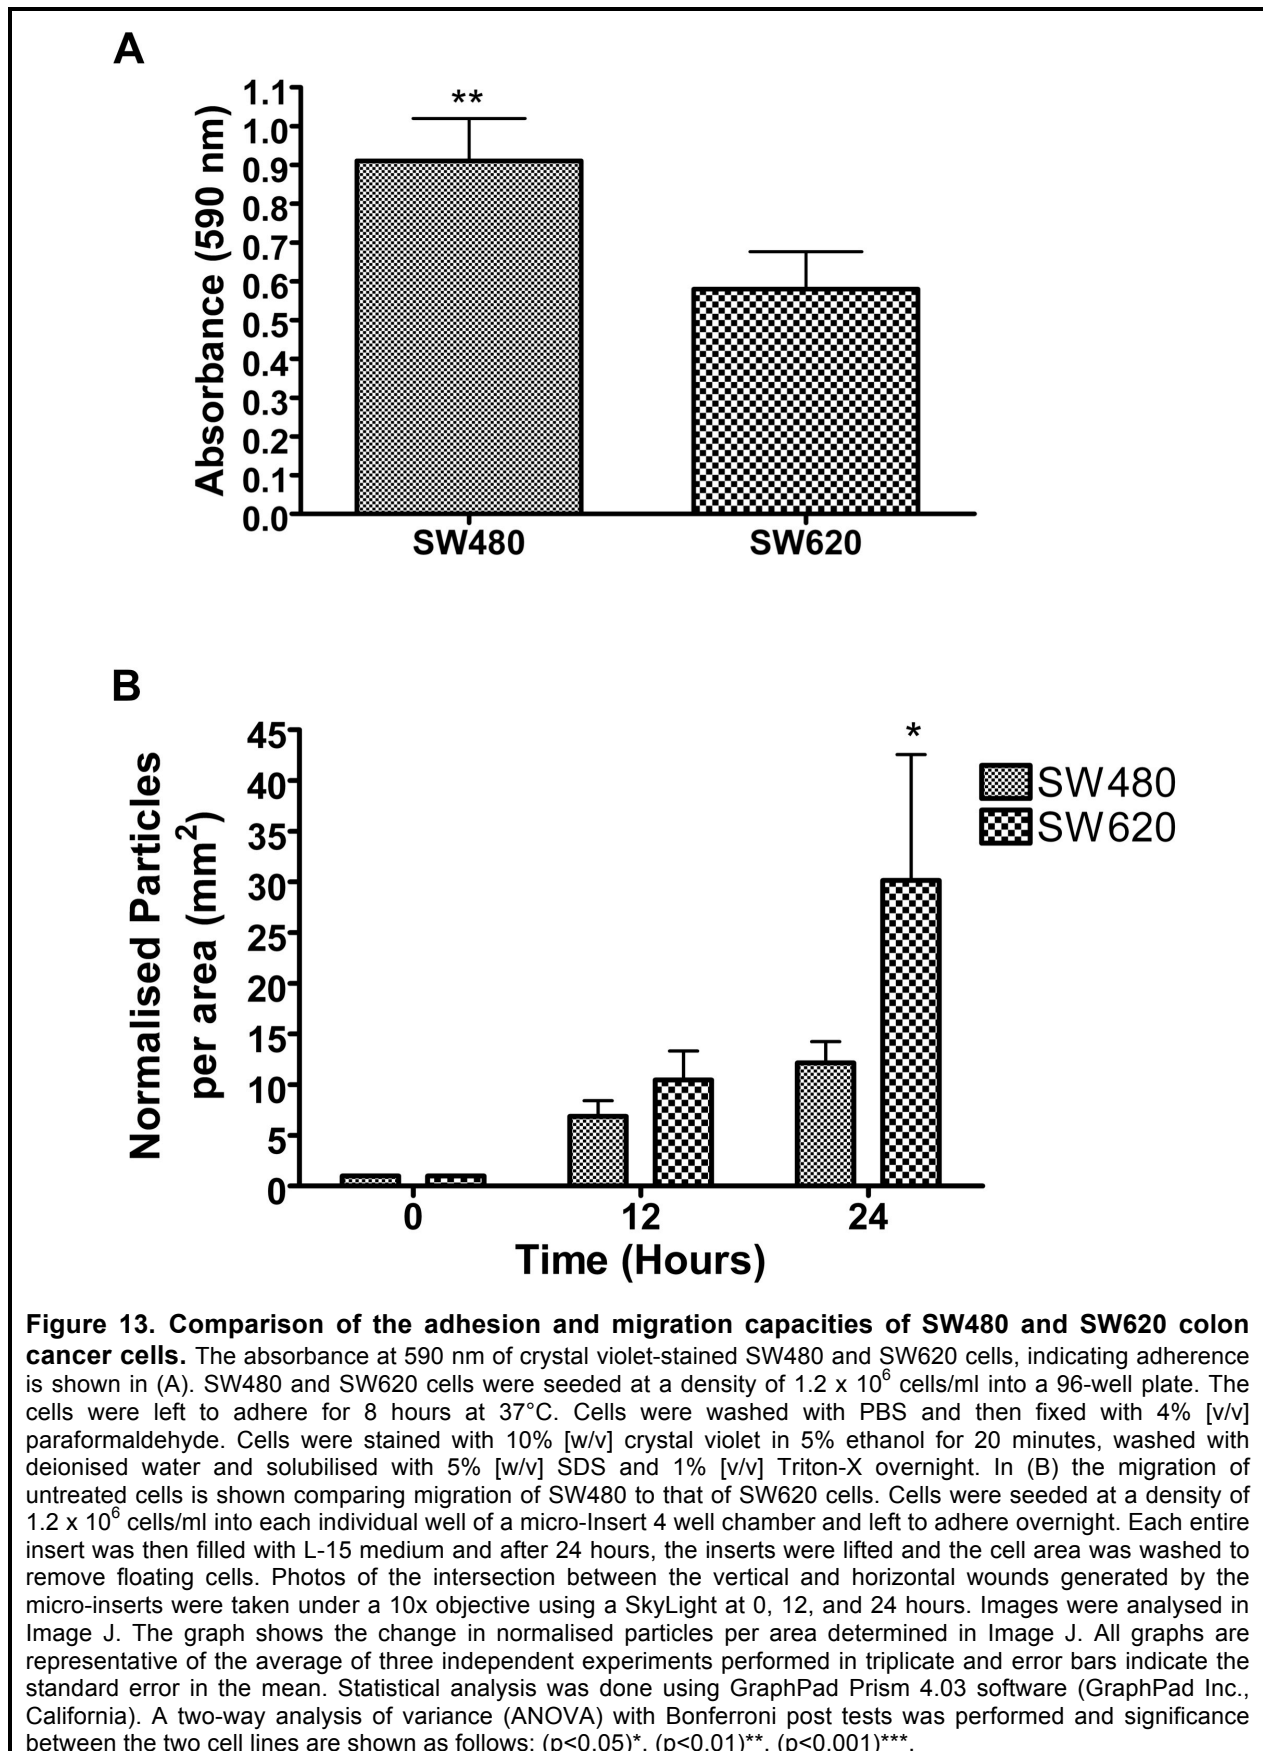 A
1.1
1.0
0.9
0.8
0.7
0.6
0.5
0.4
0.3
0.2
0.1
0.0
Absorbance (590 nm)
**
SW480
SW620
B
45
40
35
30
25
20
15
10
5
0
Normalised Particles
per area (mm²)
*
SW480
SW620
0
12
24
Time (Hours)
Figure 13. Comparison of the adhesion and migration capacities of SW480 and SW620 colon
cancer cells. The absorbance at 590 nm of crystal violet-stained SW480 and SW620 cells, indicating adherence
is shown in (A). SW480 and SW620 cells were seeded at a density of 1.2 x 10⁶ cells/ml into a 96-well plate. The
cells were left to adhere for 8 hours at 37°C. Cells were washed with PBS and then fixed with 4% [v/v]
paraformaldehyde. Cells were stained with 10% [w/v] crystal violet in 5% ethanol for 20 minutes, washed with
deionised water and solubilised with 5% [w/v] SDS and 1% [v/v] Triton-X overnight. In (B) the migration of
untreated cells is shown comparing migration of SW480 to that of SW620 cells. Cells were seeded at a density of
1.2 x 10⁶ cells/ml into each individual well of a micro-Insert 4 well chamber and left to adhere overnight. Each entire
insert was then filled with L-15 medium and after 24 hours, the inserts were lifted and the cell area was washed to
remove floating cells. Photos of the intersection between the vertical and horizontal wounds generated by the
micro-inserts were taken under a 10x objective using a SkyLight at 0, 12, and 24 hours. Images were analysed in
Image J. The graph shows the change in normalised particles per area determined in Image J. All graphs are
representative of the average of three independent experiments performed in triplicate and error bars indicate the
standard error in the mean. Statistical analysis was done using GraphPad Prism 4.03 software (GraphPad Inc.,
California). A two-way analysis of variance (ANOVA) with Bonferroni post tests was performed and significance
between the two cell lines are shown as follows: (p<0.05)*, (p<0.01)**, (p<0.001)***.